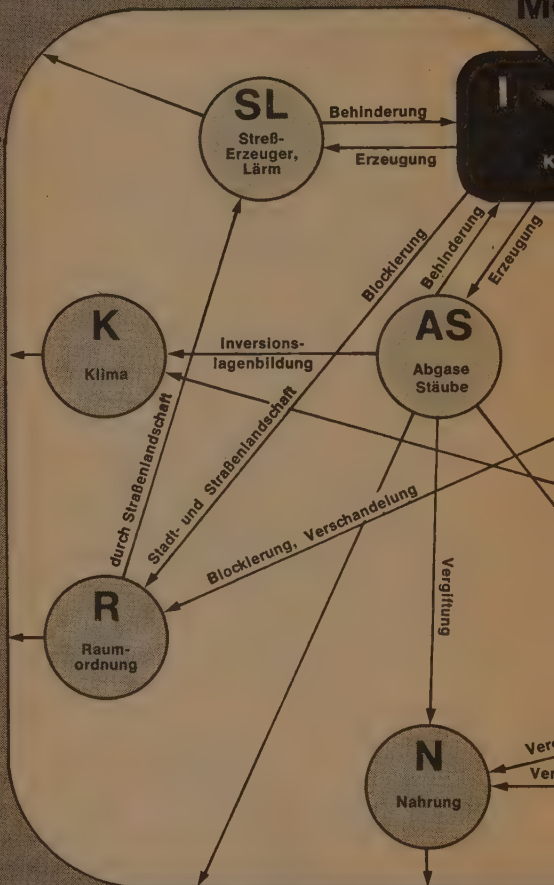 SL
Streß-
Erzeuger,
Lärm
Behinderung
Erzeugung
I
K
Blockierung
Behinderung
Erzeugung
K
Klima
Inversions-
lagenbildung
AS
Abgase
Stäube
durch Straßenlandschaft
Stadt- und Straßenlandschaft
Blockierung, Verschandelung
R
Raum-
ordnung
Vergiftung
N
Nahrung
Ver